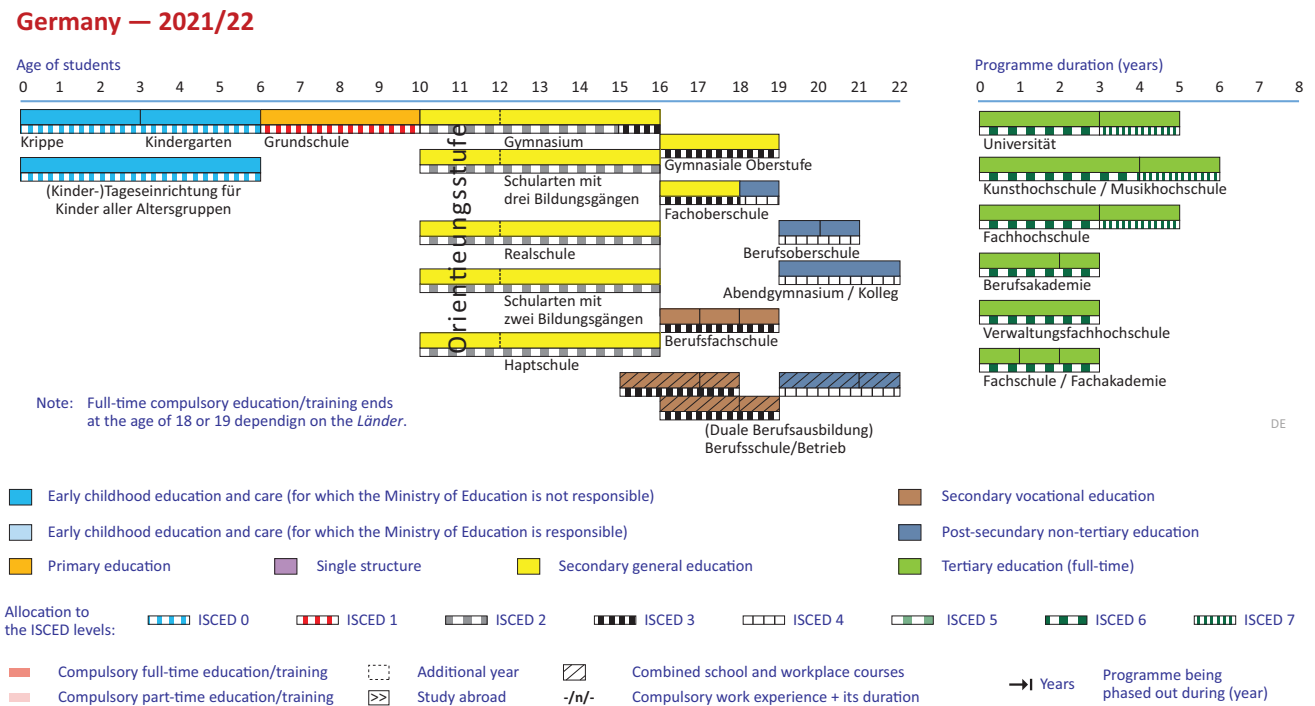 Germany — 2021/22
Age of students
0 1 2 3 4 5 6 7 8 9 10 11 12 13 14 15 16 17 18 19 20 21 22
Krippe
Kindergarten
Grundschule
(Kinder-)Tageseinrichtung für
Kinder aller Altersgruppen
Orientieungsstufe
Gymnasium
Schularten mit
drei Bildungsgängen
Realschule
Schularten mit
zwei Bildungsgängen
Haptschule
Gymnasiale Oberstufe
Fachoberschule
Berufsoberschule
Abendgymnasium / Kolleg
Berufsfachschule
(Duale Berufsausbildung)
Berufsschule/Betrieb
Note: Full-time compulsory education/training ends
at the age of 18 or 19 dependign on the Länder.
Programme duration (years)
0 1 2 3 4 5 6 7 8
Universität
Kunsthochschule / Musikhochschule
Fachhochschule
Berufsakademie
Verwaltungsfachhochschule
Fachschule / Fachakademie
DE
Early childhood education and care (for which the Ministry of Education is not responsible)
Secondary vocational education
Early childhood education and care (for which the Ministry of Education is responsible)
Post-secundary non-tertiary education
Primary education
Single structure
Secondary general education
Tertiary education (full-time)
Allocation to
the ISCED levels:
ISCED 0
ISCED 1
ISCED 2
ISCED 3
ISCED 4
ISCED 5
ISCED 6
ISCED 7
Compulsory full-time education/training
Additional year
Combined school and workplace courses
Years
Programme being
phased out during (year)
Compulsory part-time education/training
>> Study abroad
-/n/- Compulsory work experience + its duration